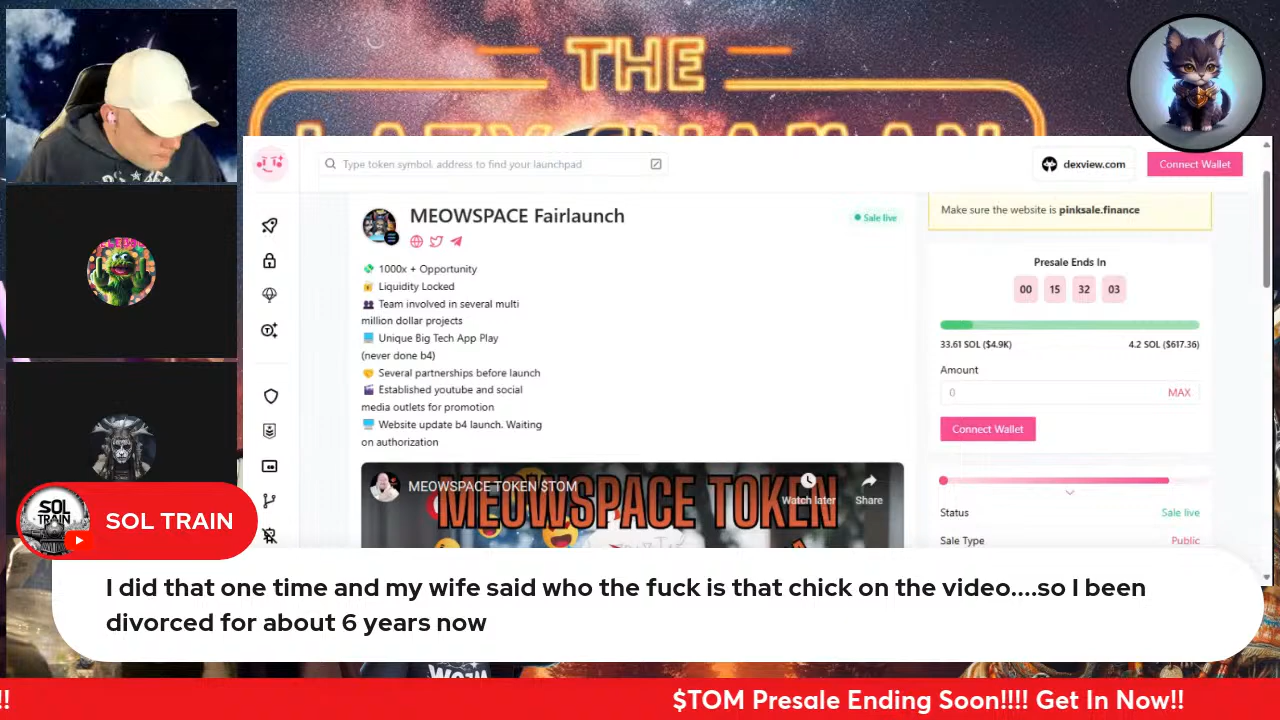 THE
LAZY SHAMAN
Type token symbol, address to find your launchpad
dexview.com
Connect Wallet
MEOWSPACE Fairlaunch
Sale live
Make sure the website is pinksale.finance
1000x + Opportunity
Liquidity Locked
Team involved in several multi
million dollar projects
Unique Big Tech App Play
(never done b4)
Several partnerships before launch
Established youtube and social
media outlets for promotion
Website update b4 launch. Waiting
on authorization
Presale Ends In
00 15 32 03
33.61 SOL ($4.9K) 4.2 SOL ($617.36)
Amount
0 MAX
Connect Wallet
Status Sale live
Sale Type Public
MEOWSPACE TOKEN $TOM
Watch later Share
MEOWSPACE TOKEN
SOL
TRAIN
SOL TRAIN
I did that one time and my wife said who the fuck is that chick on the video....so I been
divorced for about 6 years now
!! $TOM Presale Ending Soon!!!! Get In Now!!